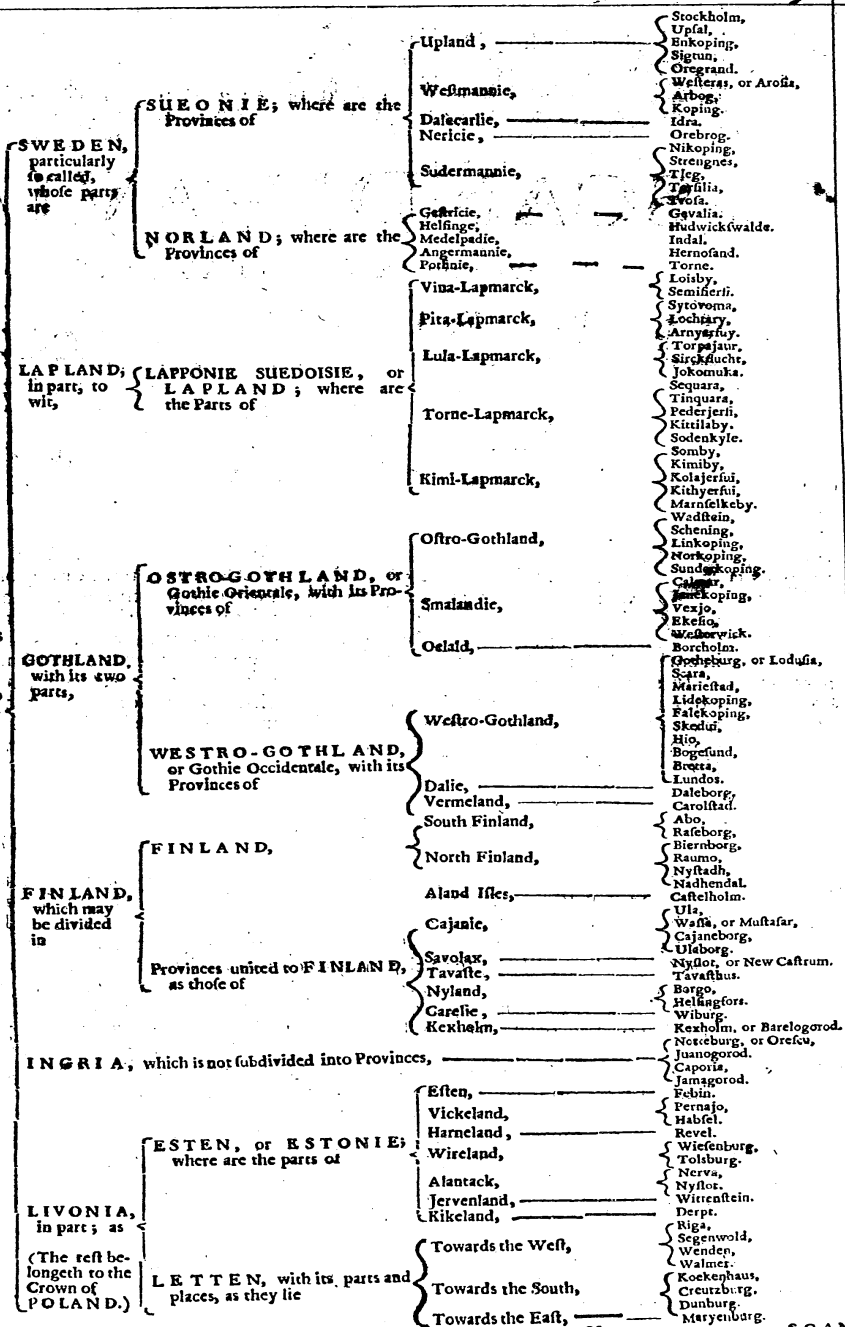 SWEDEN,
particularly
ſo called,
whoſe parts
are
SUEONIE; where are the
Provinces of
Upland,
Stockholm,
Upſal,
Enkoping,
Sigtun,
Oregrand.
Weſtmannie,
Weſteras, or Aroſia,
Arbog,
Koping.
Dalecarlie,
Idra.
Nericie,
Orebrog.
Sudermannie,
Nikoping,
Strengnes,
Troſa.
NORLAND; where are the
Provinces of
Geſtricie,
Gevalia.
Helſinge,
Hudwickſwalde.
Medelpadie,
Indal.
Angermannie,
Hernoſand.
Torne.
LAPLAND;
in part, to
wit,
LAPPONIE SUEDOISIE, or
LAPLAND; where are
the Parts of
Loisby,
Semiſierli.
Pita-Lapmarck,
Sytovoma,
Lochtary,
Arnyerſuy.
Lula-Lapmarck,
Torpajaur,
Sirckſlucht,
Jokomuka.
Torne-Lapmarck,
Sequara,
Tinquara,
Pederjerſi,
Kittilaby.
Sodenkyle.
Kimi-Lapmarck,
Somby,
Kimiby,
Kolajerſui,
Kithyerſui,
Marnſelkeby.
GOTHLAND,
with its two
parts,
OSTRO-GOTHLAND, or
Gothie Orientale, with its Pro-
vinces of
Oſtro-Gothland,
Wadſtein,
Schening,
Linkoping,
Norkoping,
Sunderkoping.
Smalandie,
Calmar,
Janekoping,
Vexjo,
Ekeſio,
Weſterwick.
Oelaid,
Borcholm.
WESTRO-GOTHLAND,
or Gothie Occidentale, with its
Provinces of
Weſtro-Gothland,
Gotheburg, or Loduſia,
Scara,
Marieſtad,
Lidekoping,
Falekoping,
Skedui,
Hio,
Bogeſund,
Bretta,
Lundos.
Dalie,
Daleborg,
Vermeland,
Carolſtad.
FINLAND,
which may
be divided
in
FINLAND,
South Finland,
Abo,
Raſeborg,
North Finland,
Biernborg,
Raumo,
Nyſtadh,
Nadhendal.
Aland Iſles,
Caſtelholm.
Provinces united to FINLAND,
as thoſe of
Cajanie,
Ula,
Waſſa, or Muſtaſar,
Cajaneborg,
Ulaborg.
Savolax,
Nyſlot, or New Caſtrum.
Tavaſte,
Tavaſthus.
Nyland,
Borgo,
Helſingfors.
Carelie,
Wiburg.
Kexholm,
Kexholm, or Barelogorod.
INGRIA, which is not ſubdivided into Provinces,
Noteburg, or Oreſcu,
Juanogorod.
Caporia,
Jamagorod.
LIVONIA,
in part; as
(The reſt be-
longeth to the
Crown of
POLAND.)
ESTEN, or ESTONIE;
where are the parts of
Eſten,
Febin.
Vickeland,
Pernajo,
Habſel.
Harneland,
Revel.
Wireland,
Wieſenburg,
Tolsburg.
Alantack,
Nerva,
Nyſlot.
Jervenland,
Wittenſtein.
Kikeland,
Derpt.
LETTEN, with its parts and
places, as they lie
Towards the Weſt,
Riga,
Segenwold,
Wenden,
Walmer.
Towards the South,
Koekenhaus,
Creutzburg,
Dunburg.
Towards the Eaſt,
Maryenburg.